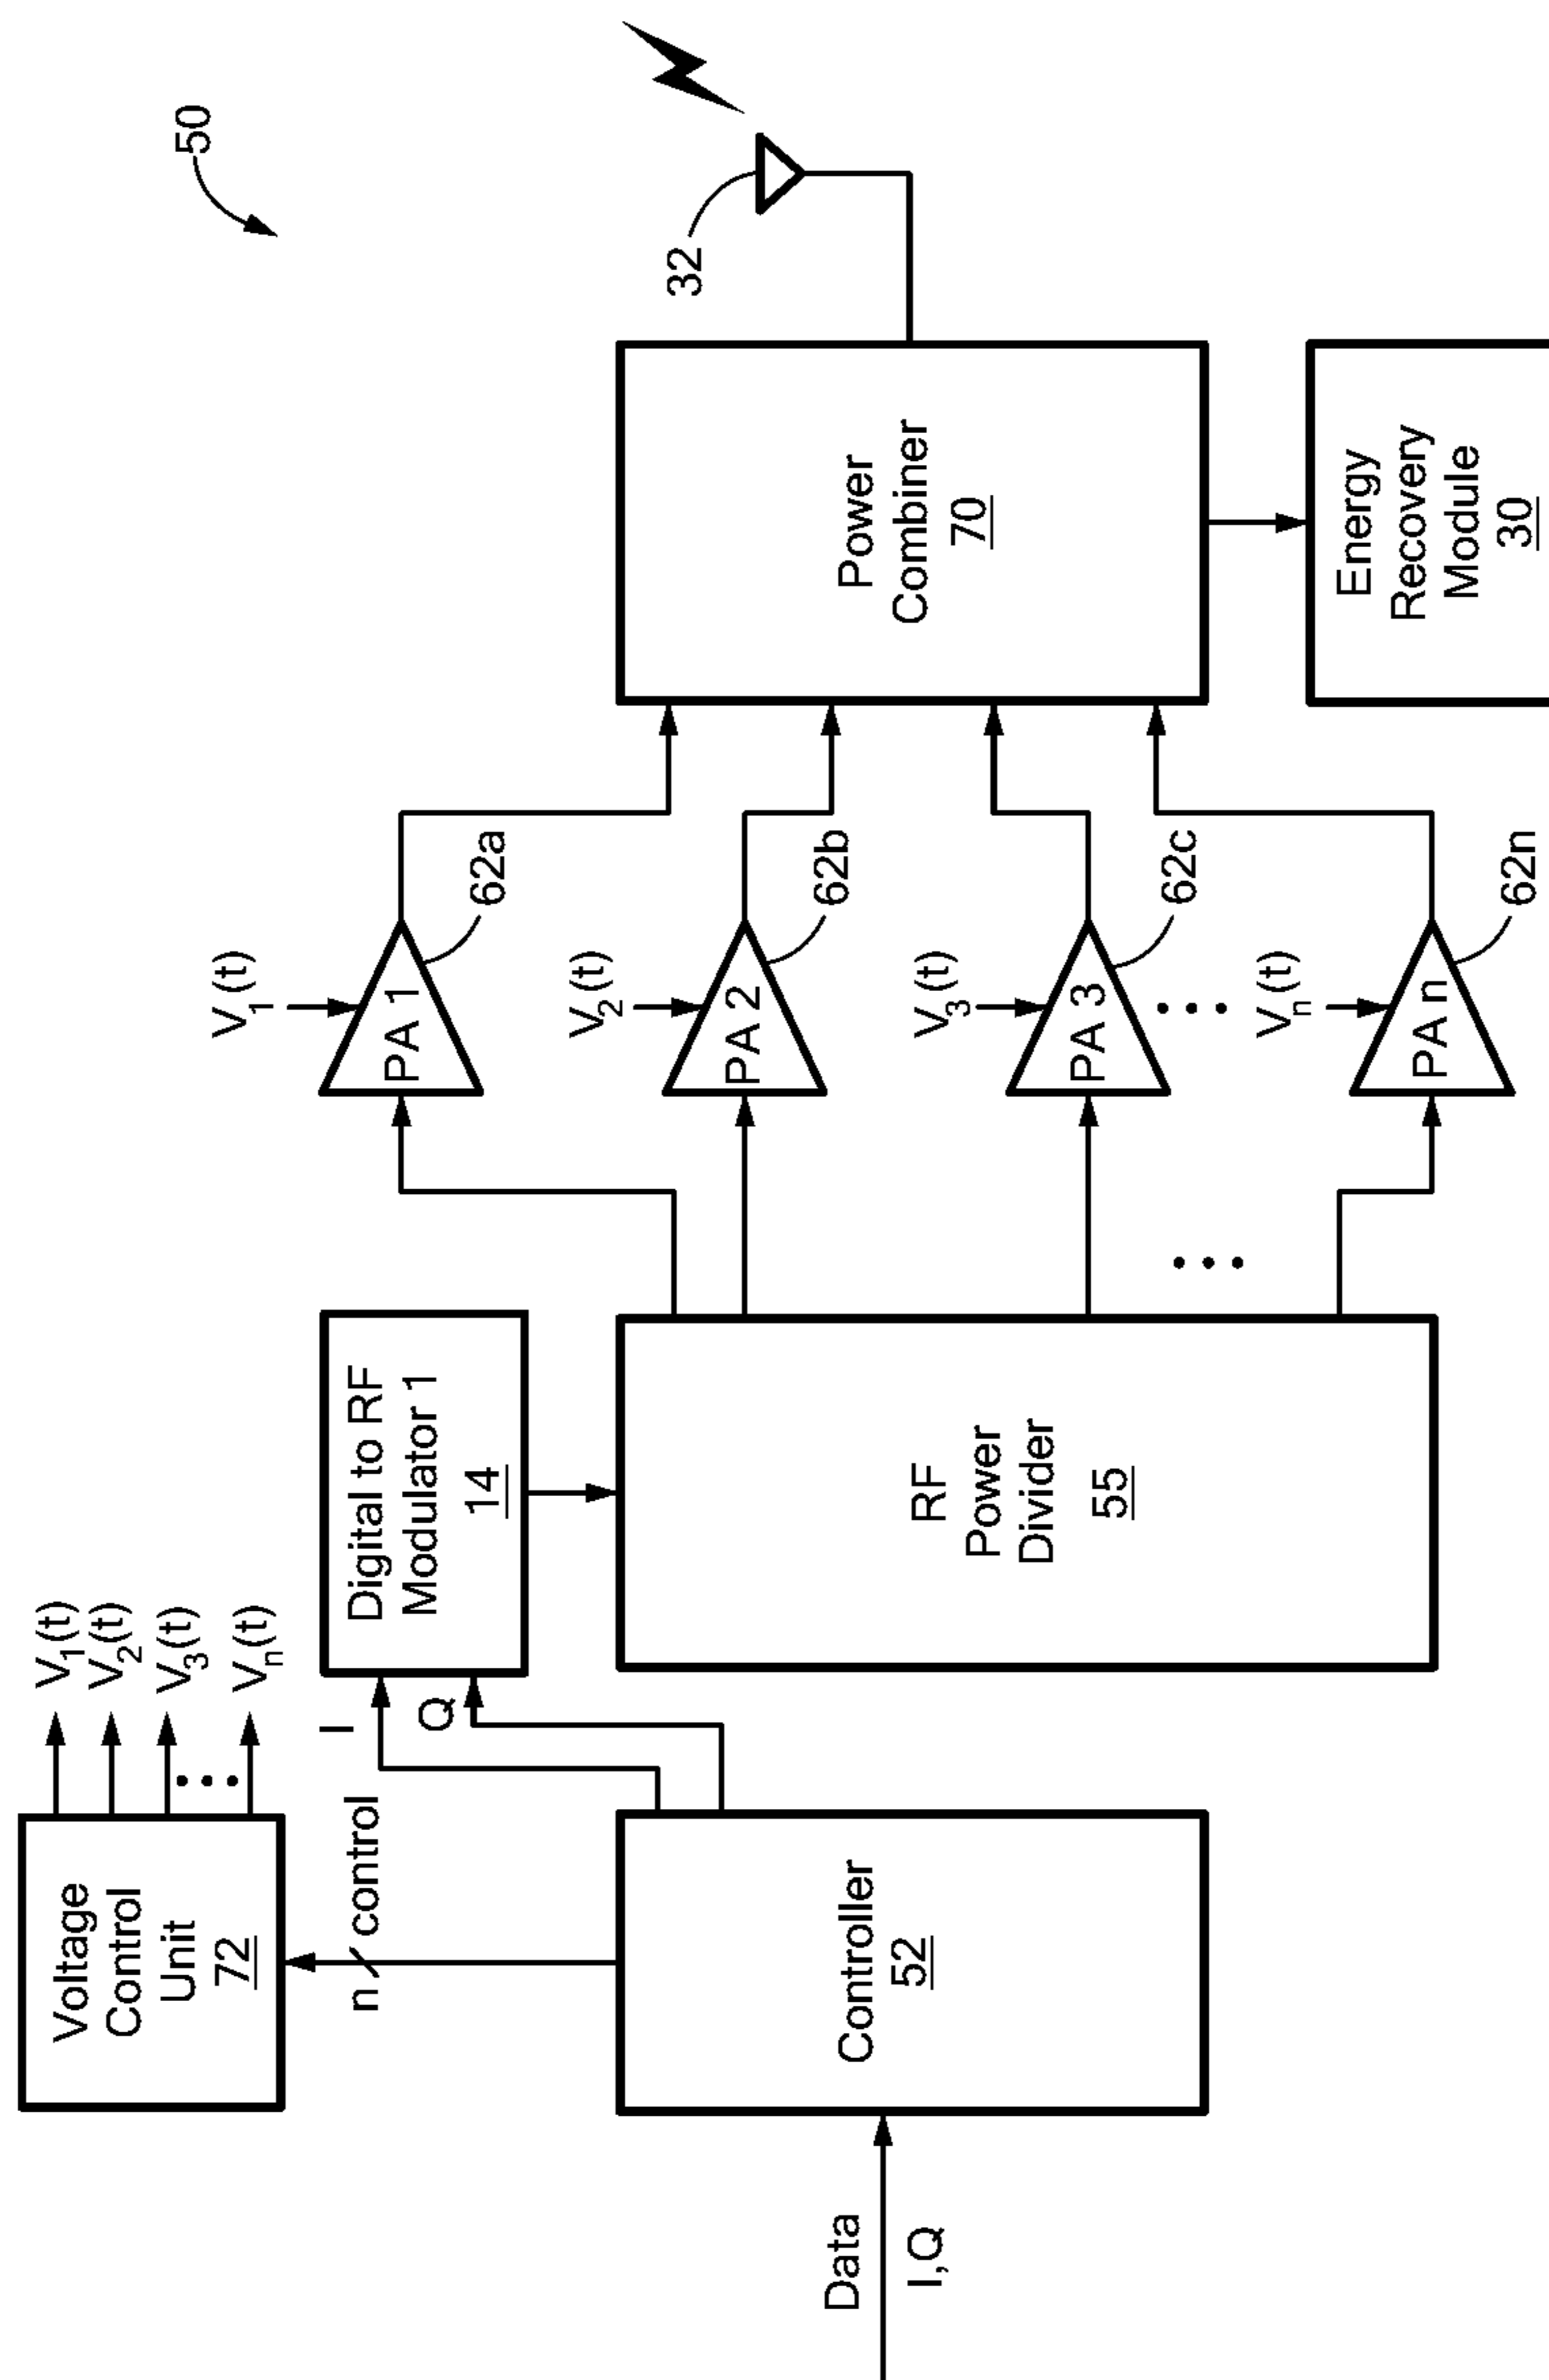 50
32
Voltage
Control
Unit
72
V1(t)
V2(t)
V3(t)
Vn(t)
n
control
I
Q
Digital to RF
Modulator 1
14
Data
I,Q
Controller
52
RF
Power
Divider
55
V1(t)
PA 1
62a
V2(t)
PA 2
62b
V3(t)
PA 3
62c
Vn(t)
PA n
62n
Power
Combiner
70
Energy
Recovery
Module
30